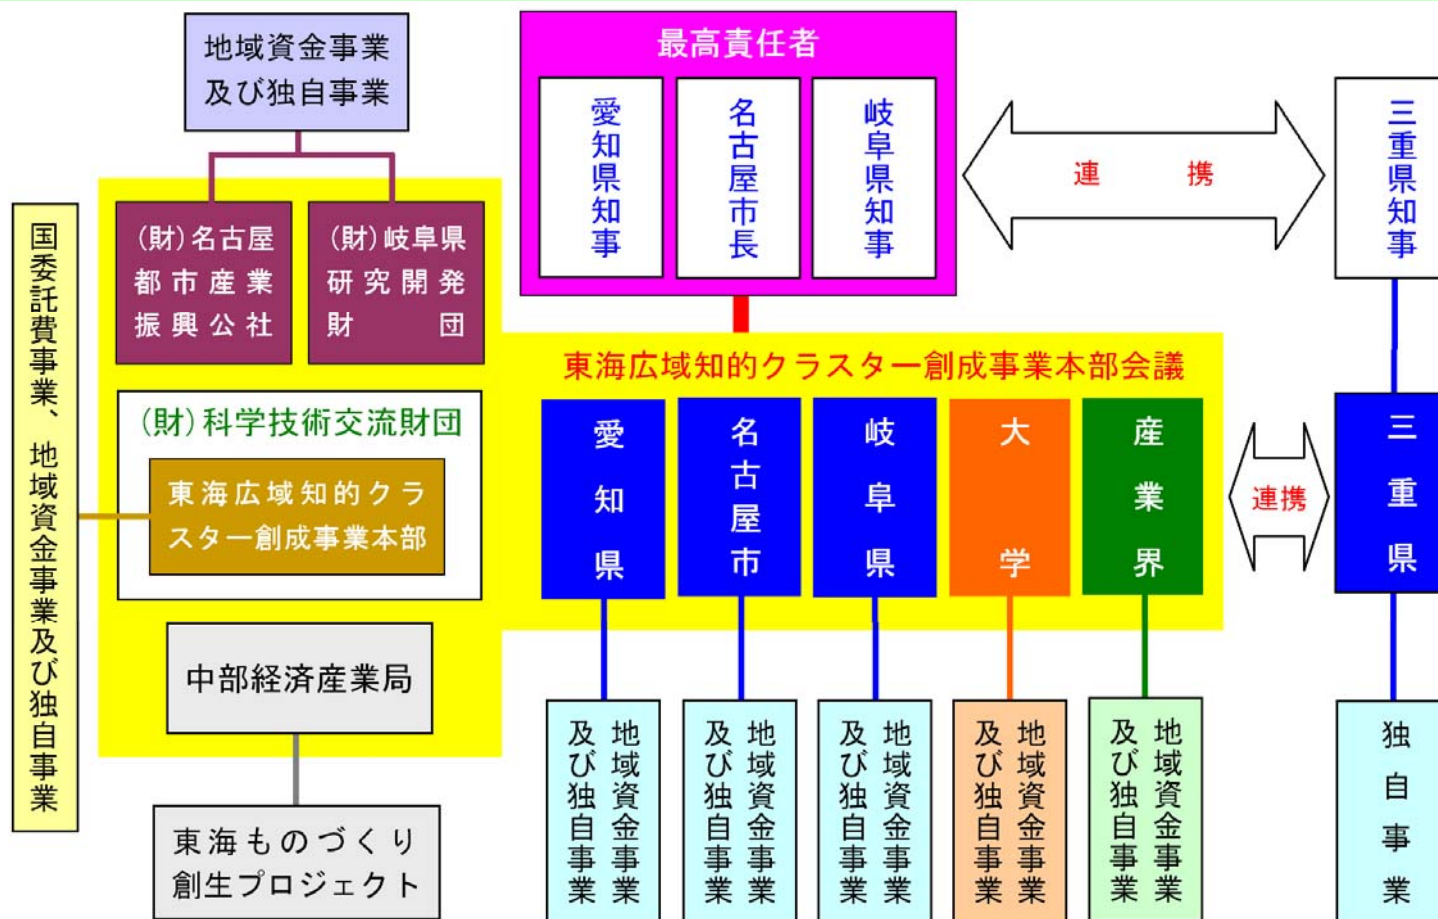 地域資金事業
及び独自事業
最高責任者
愛知県知事
名古屋市長
岐阜県知事
連携
三重県知事
国委託費事業、地域資金事業及び独自事業
(財)名古屋
都市産業
振興公社
(財)岐阜県
研究開発
財団
東海広域知的クラスター創成事業本部会議
(財)科学技術交流財団
東海広域知的クラ
スター創成事業本部
愛知県
名古屋市
岐阜県
大学
産業界
連携
三重県
中部経済産業局
東海ものづくり
創生プロジェクト
地域資金事業
及び独自事業
地域資金事業
及び独自事業
地域資金事業
及び独自事業
地域資金事業
及び独自事業
地域資金事業
及び独自事業
独自事業